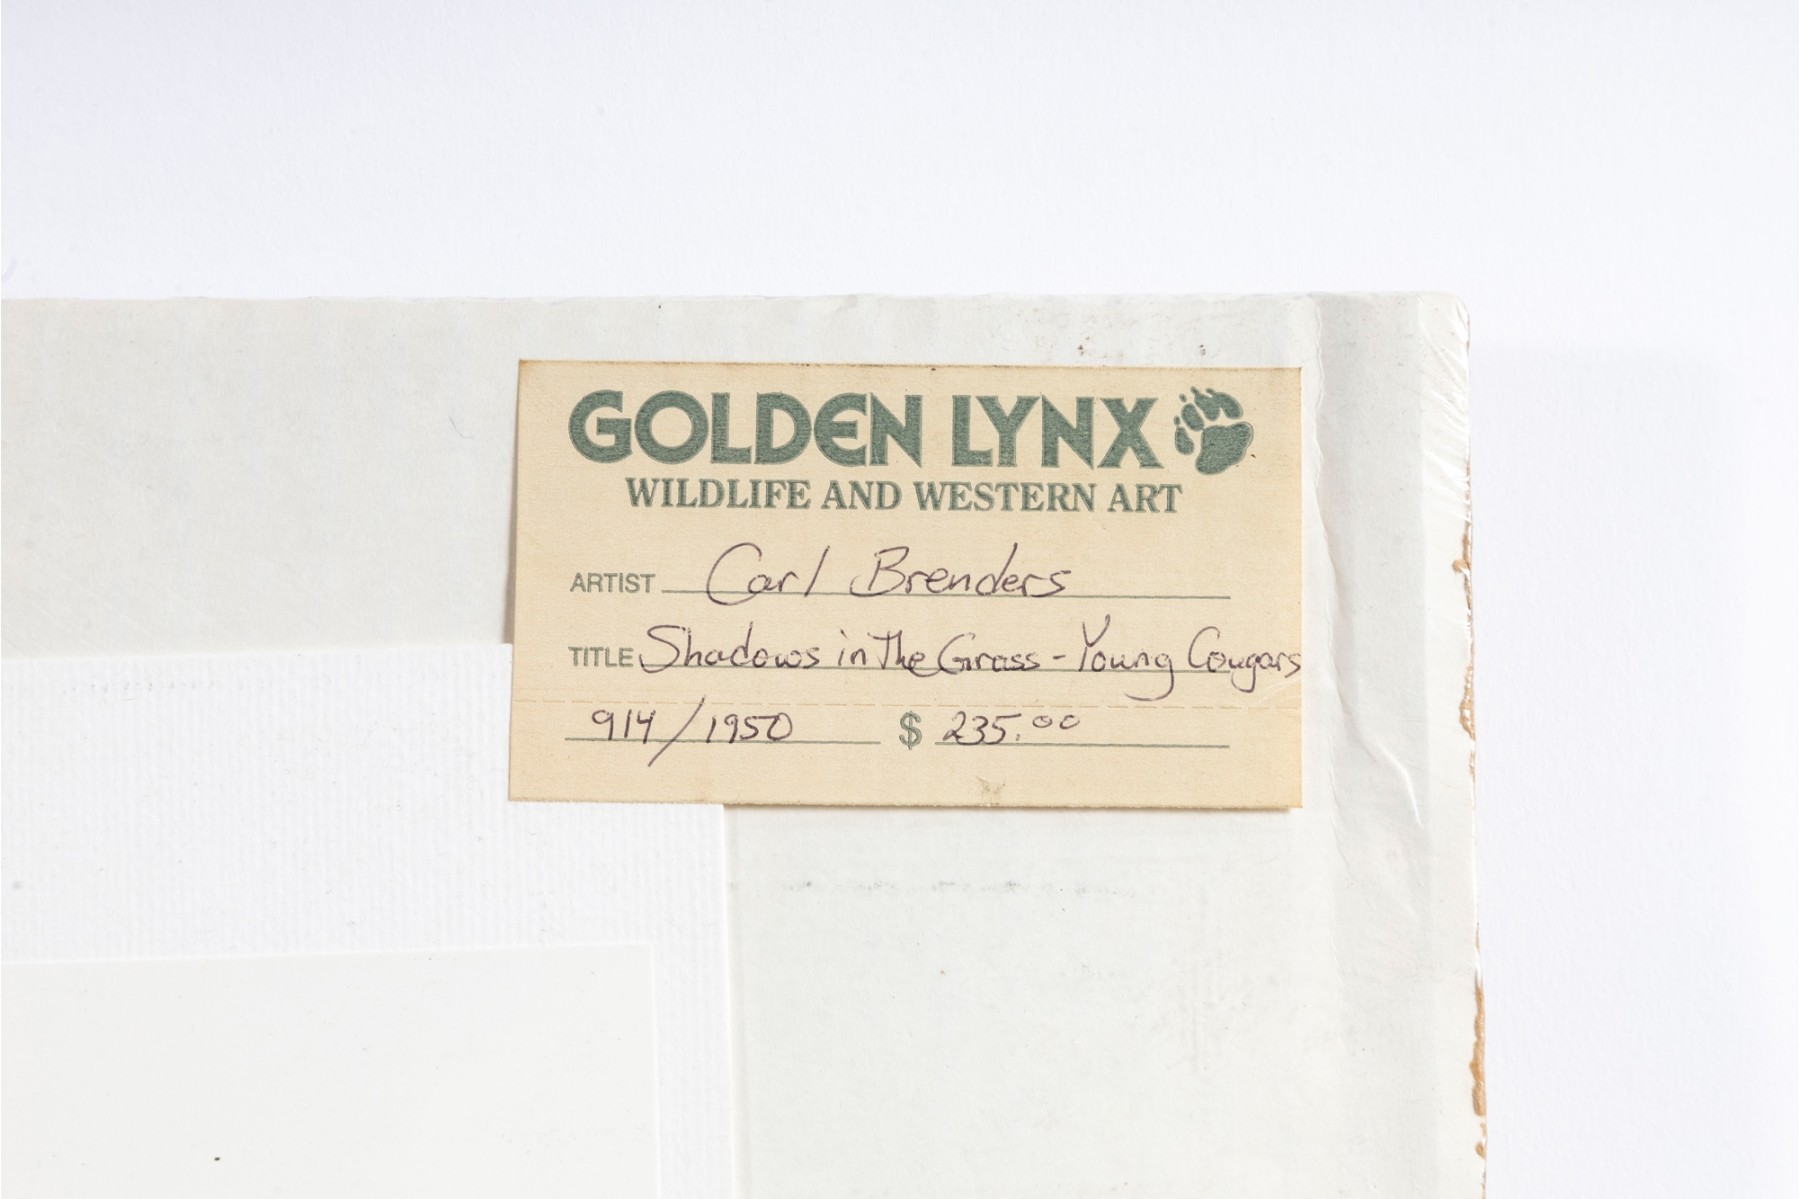 GOLDEN LYNX
WILDLIFE AND WESTERN ART
ARTIST Carl Brenders
TITLE Shadows in The Grass - Young Cougars
914/1950 $ 235.00